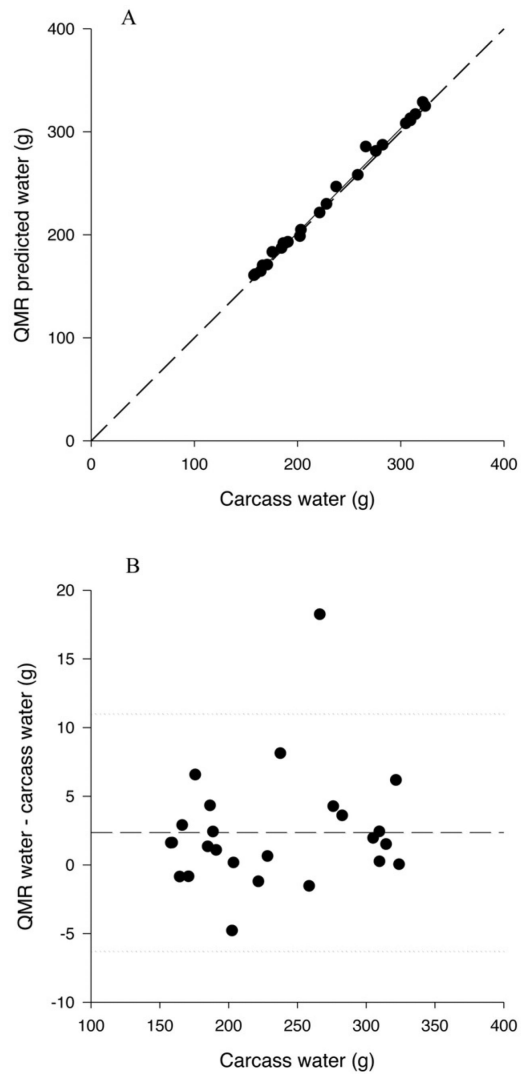 A
400
300
200
100
0
QMR predicted water (g)
0 100 200 300 400
Carcass water (g)
B
20
15
10
5
0
-5
-10
QMR water - carcass water (g)
100 150 200 250 300 350 400
Carcass water (g)